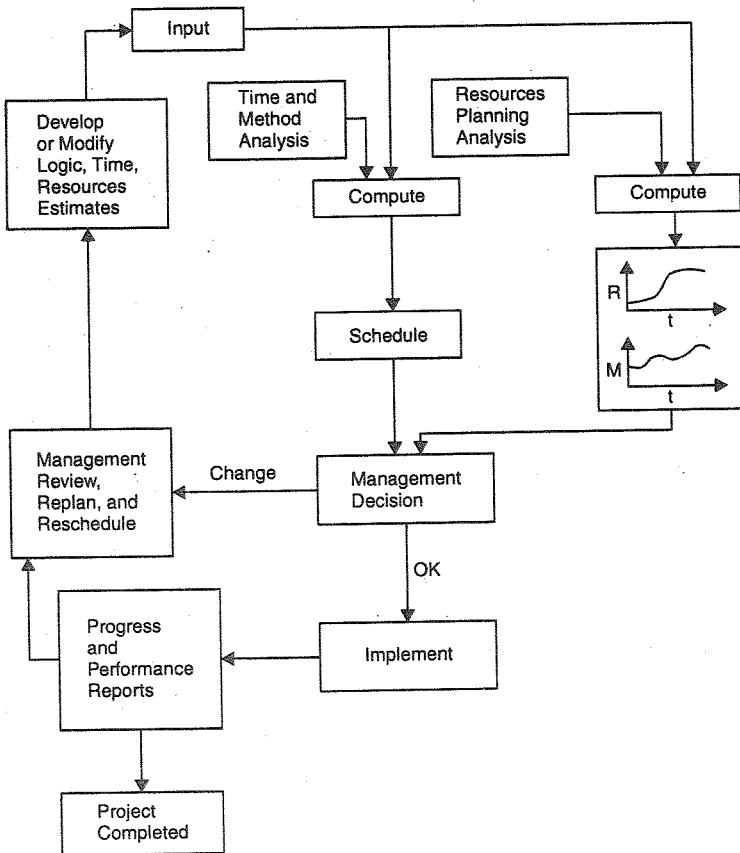 Input
Time and
Method
Analysis
Resources
Planning
Analysis
Develop
or Modify
Logic, Time,
Resources
Estimates
Compute
Compute
R
t
Schedule
M
t
Management
Review,
Replan, and
Reschedule
Change
Management
Decision
OK
Progress
and
Performance
Reports
Implement
Project
Completed